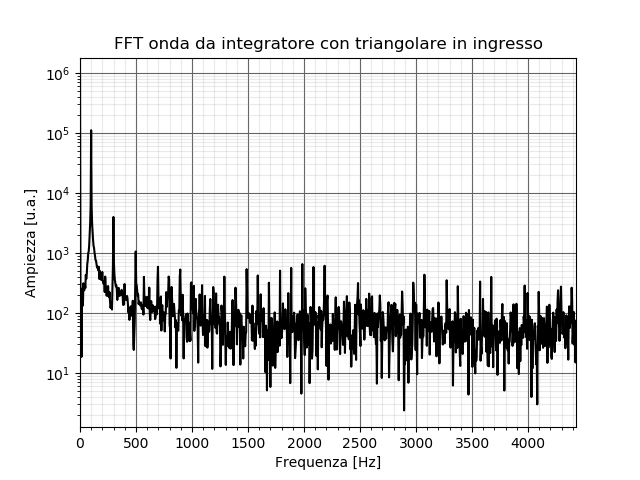 FFT onda da integratore con triangolare in ingresso
Ampiezza [u.a.]
10^6
10^5
10^4
10^3
10^2
10^1
0 500 1000 1500 2000 2500 3000 3500 4000
Frequenza [Hz]